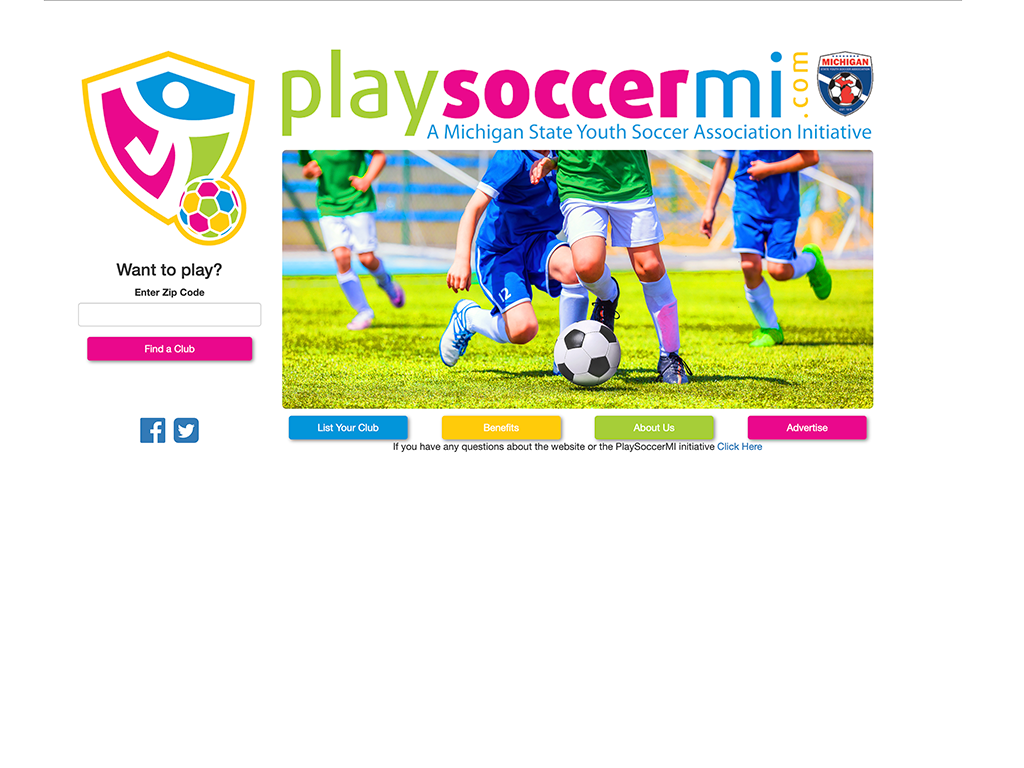 playsoccermi.com
MICHIGAN
A Michigan State Youth Soccer Association Initiative
12
Want to play?
Enter Zip Code
Find a Club
List Your Club
Benefits
About Us
Advertise
If you have any questions about the website or the PlaySoccerMI initiative Click Here